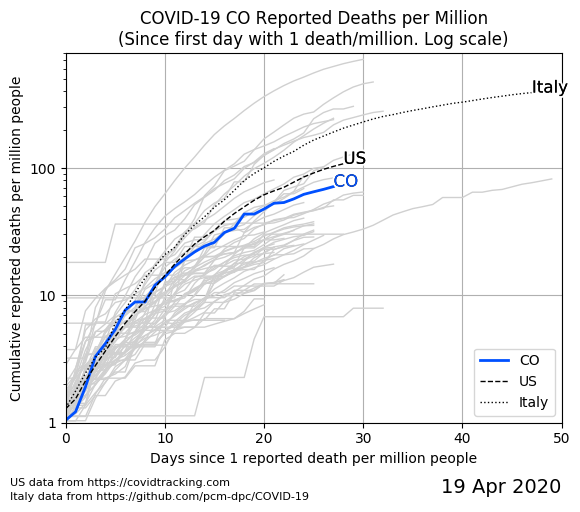 COVID-19 CO Reported Deaths per Million
(Since first day with 1 death/million. Log scale)
Cumulative reported deaths per million people
100
10
1
Italy
US
CO
CO
US
Italy
0
10
20
30
40
50
Days since 1 reported death per million people
US data from https://covidtracking.com
Italy data from https://github.com/pcm-dpc/COVID-19
19 Apr 2020